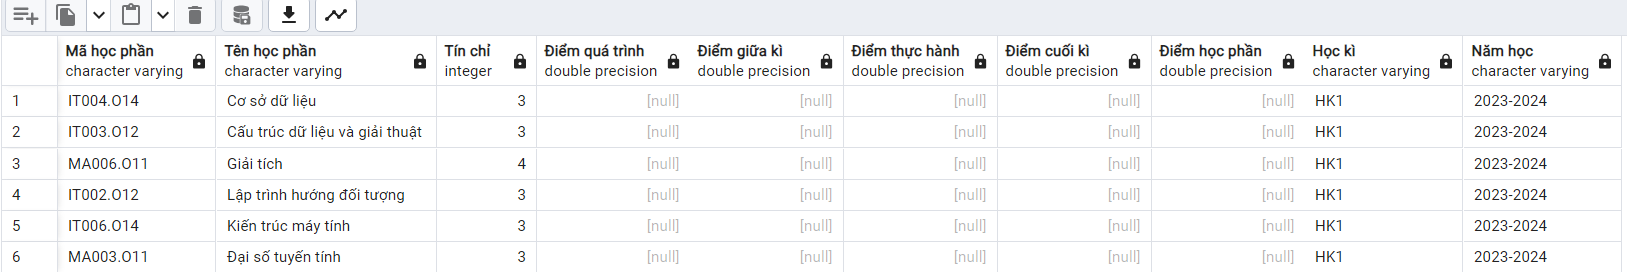 Mã học phần Tên học phần Tín chỉ Điểm quá trình Điểm giữa kì Điểm thực hành Điểm cuối kì Điểm học phần Học kì Năm học
character varying character varying integer double precision double precision double precision double precision double precision character varying character varying
1 IT004.O14 Cơ sở dữ liệu 3 [null] [null] [null] [null] [null] HK1 2023-2024
2 IT003.O12 Cấu trúc dữ liệu và giải thuật 3 [null] [null] [null] [null] [null] HK1 2023-2024
3 MA006.O11 Giải tích 4 [null] [null] [null] [null] [null] HK1 2023-2024
4 IT002.O12 Lập trình hướng đối tượng 3 [null] [null] [null] [null] [null] HK1 2023-2024
5 IT006.O14 Kiến trúc máy tính 3 [null] [null] [null] [null] [null] HK1 2023-2024
6 MA003.O11 Đại số tuyến tính 3 [null] [null] [null] [null] [null] HK1 2023-2024